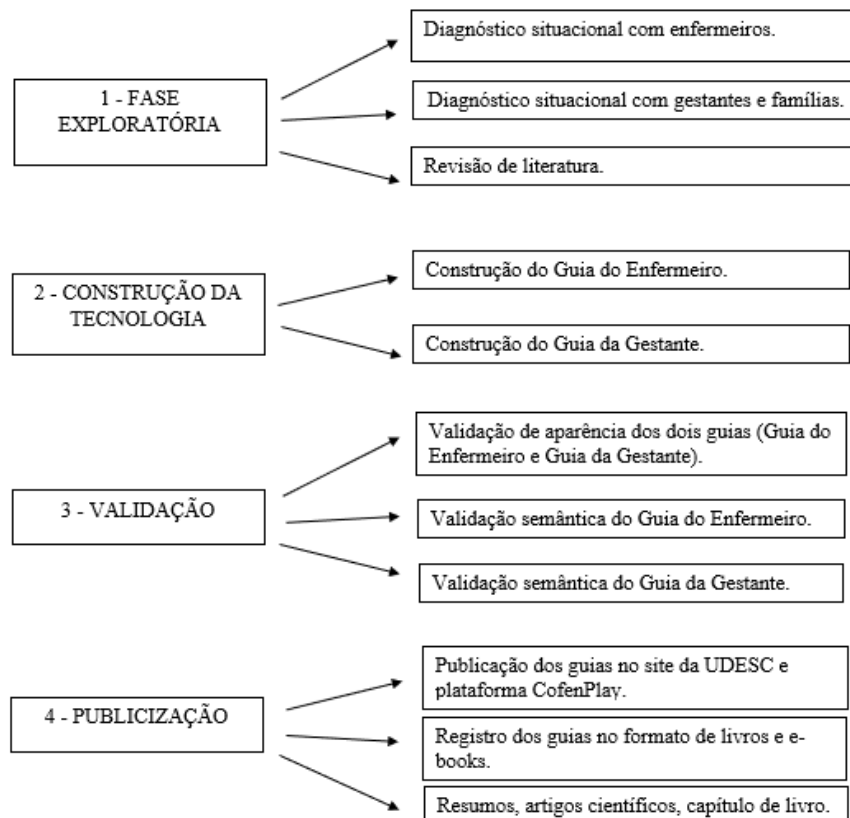 1 - FASE
EXPLORATÓRIA
Diagnóstico situacional com enfermeiros.
Diagnóstico situacional com gestantes e famílias.
Revisão de literatura.
2 - CONSTRUÇÃO DA
TECNOLOGIA
Construção do Guia do Enfermeiro.
Construção do Guia da Gestante.
3 - VALIDAÇÃO
Validação de aparência dos dois guias (Guia do
Enfermeiro e Guia da Gestante).
Validação semântica do Guia do Enfermeiro.
Validação semântica do Guia da Gestante.
4 - PUBLICIZAÇÃO
Publicação dos guias no site da UDESC e
plataforma CofenPlay.
Registro dos guias no formato de livros e e-
books.
Resumos, artigos científicos, capítulo de livro.